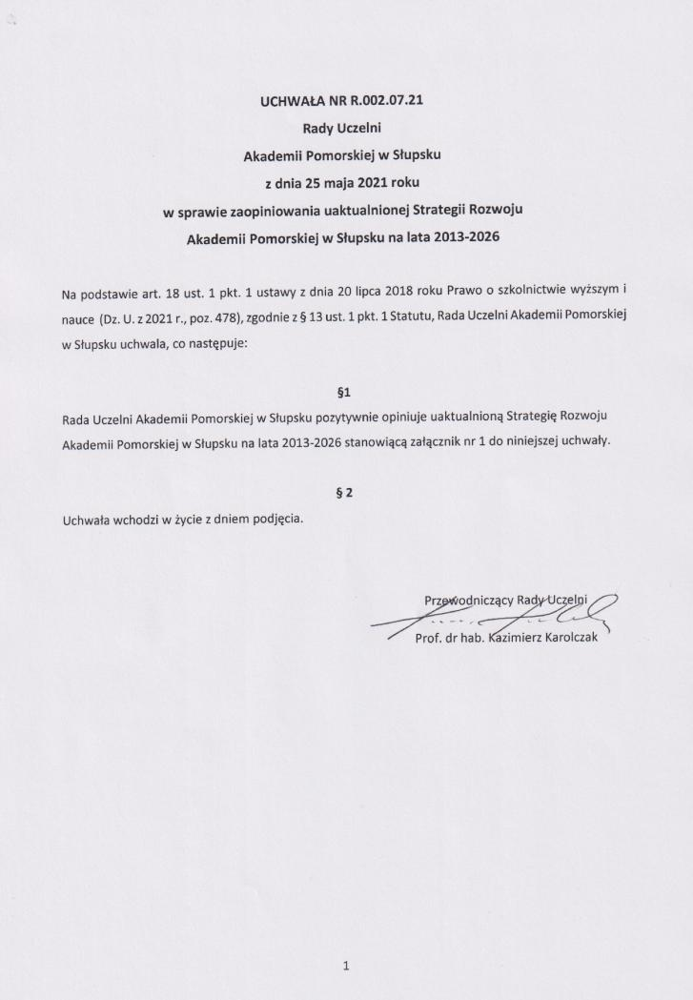 UCHWAŁA NR R.002.07.21
Rady Uczelni
Akademii Pomorskiej w Słupsku
z dnia 25 maja 2021 roku
w sprawie zaopiniowania uaktualnionej Strategii Rozwoju
Akademii Pomorskiej w Słupsku na lata 2013-2026
Na podstawie art. 18 ust. 1 pkt. 1 ustawy z dnia 20 lipca 2018 roku Prawo o szkolnictwie wyższym i
nauce (Dz. U. z 2021 r., poz. 478), zgodnie z § 13 ust. 1 pkt. 1 Statutu, Rada Uczelni Akademii Pomorskiej
w Słupsku uchwala, co następuje:
§1
Rada Uczelni Akademii Pomorskiej w Słupsku pozytywnie opiniuje uaktualnioną Strategię Rozwoju
Akademii Pomorskiej w Słupsku na lata 2013-2026 stanowiącą załącznik nr 1 do niniejszej uchwały.
§ 2
Uchwała wchodzi w życie z dniem podjęcia.
Przewodniczący Rady Uczelni
Prof. dr hab. Kazimierz Karolczak
1